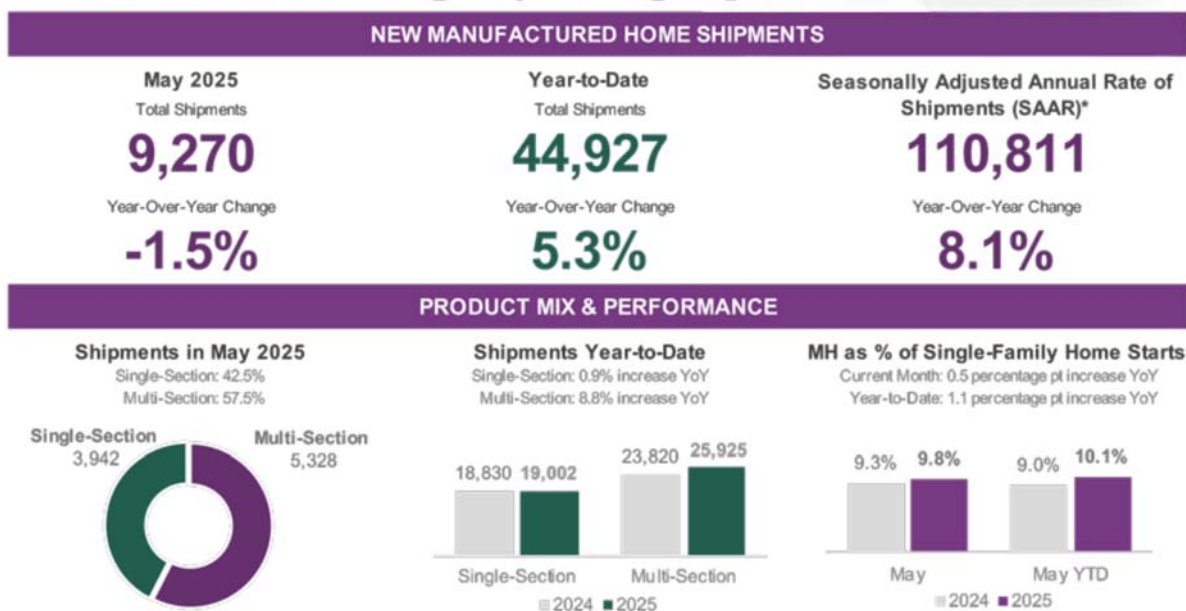 NEW MANUFACTURED HOME SHIPMENTS
May 2025
Total Shipments
9,270
Year-Over-Year Change
-1.5%
Year-to-Date
Total Shipments
44,927
Year-Over-Year Change
5.3%
Seasonally Adjusted Annual Rate of
Shipments (SAAR)*
110,811
Year-Over-Year Change
8.1%
PRODUCT MIX & PERFORMANCE
Shipments in May 2025
Single-Section: 42.5%
Multi-Section: 57.5%
Single-Section
3,942
Multi-Section
5,328
Shipments Year-to-Date
Single-Section: 0.9% increase YoY
Multi-Section: 8.8% increase YoY
18,830 19,002
23,820 25,925
Single-Section Multi-Section
2024 2025
MH as % of Single-Family Home Starts
Current Month: 0.5 percentage pt increase YoY
Year-to-Date: 1.1 percentage pt increase YoY
9.3% 9.8%
9.0% 10.1%
May May YTD
2024 2025